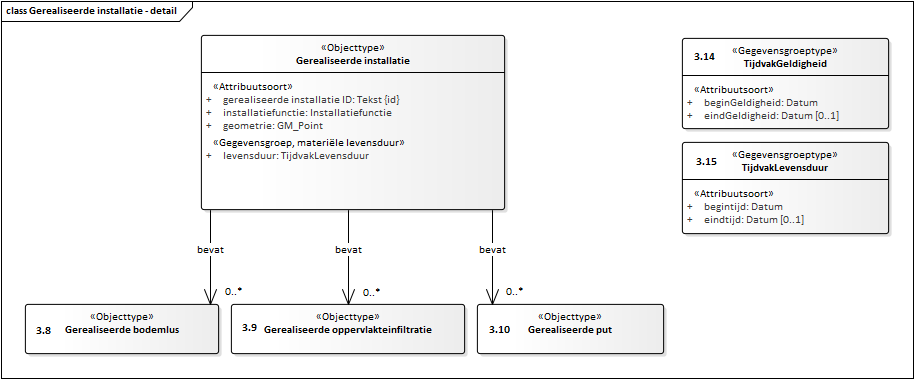 class Gerealiseerde installatie - detail
«Objecttype»
Gerealiseerde installatie
«Attribuutsoort»
+ gerealiseerde installatie ID: Tekst {id}
+ installatiefunctie: Installatiefunctie
+ geometrie: GM_Point
«Gegevensgroep, materiële levensduur»
+ levensduur: TijdvakLevensduur
3.14
«Gegevensgroeptype»
TijdvakGeldigheid
«Attribuutsoort»
+ beginGeldigheid: Datum
+ eindGeldigheid: Datum [0..1]
3.15
«Gegevensgroeptype»
TijdvakLevensduur
«Attribuutsoort»
+ begintijd: Datum
+ eindtijd: Datum [0..1]
bevat
bevat
bevat
0..*
0..*
0..*
3.8
«Objecttype»
Gerealiseerde bodemlus
3.9
«Objecttype»
Gerealiseerde oppervlakteinfiltratie
3.10
«Objecttype»
Gerealiseerde put